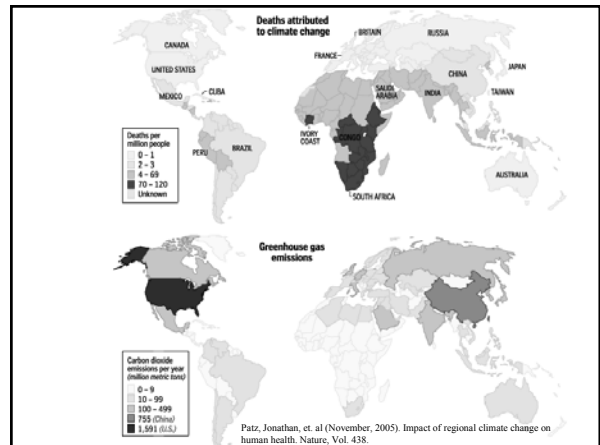 Deaths attributed
to climate change
CANADA
UNITED STATES
MEXICO
CUBA
PERU
BRAZIL
BRITAIN
FRANCE
RUSSIA
CHINA
JAPAN
TAIWAN
SAUDI
ARABIA
INDIA
IVORY
COAST
CONGO
SOUTH AFRICA
AUSTRALIA
Deaths per
million people
0 – 1
2 – 3
4 – 69
70 – 120
Unknown
Greenhouse gas
emissions
Carbon dioxide
emissions per year
(million metric tons)
0 – 9
10 – 99
100 – 499
755 (China)
1,591 (U.S.)
Patz, Jonathan, et. al (November, 2005). Impact of regional climate change on
human health. Nature, Vol. 438.